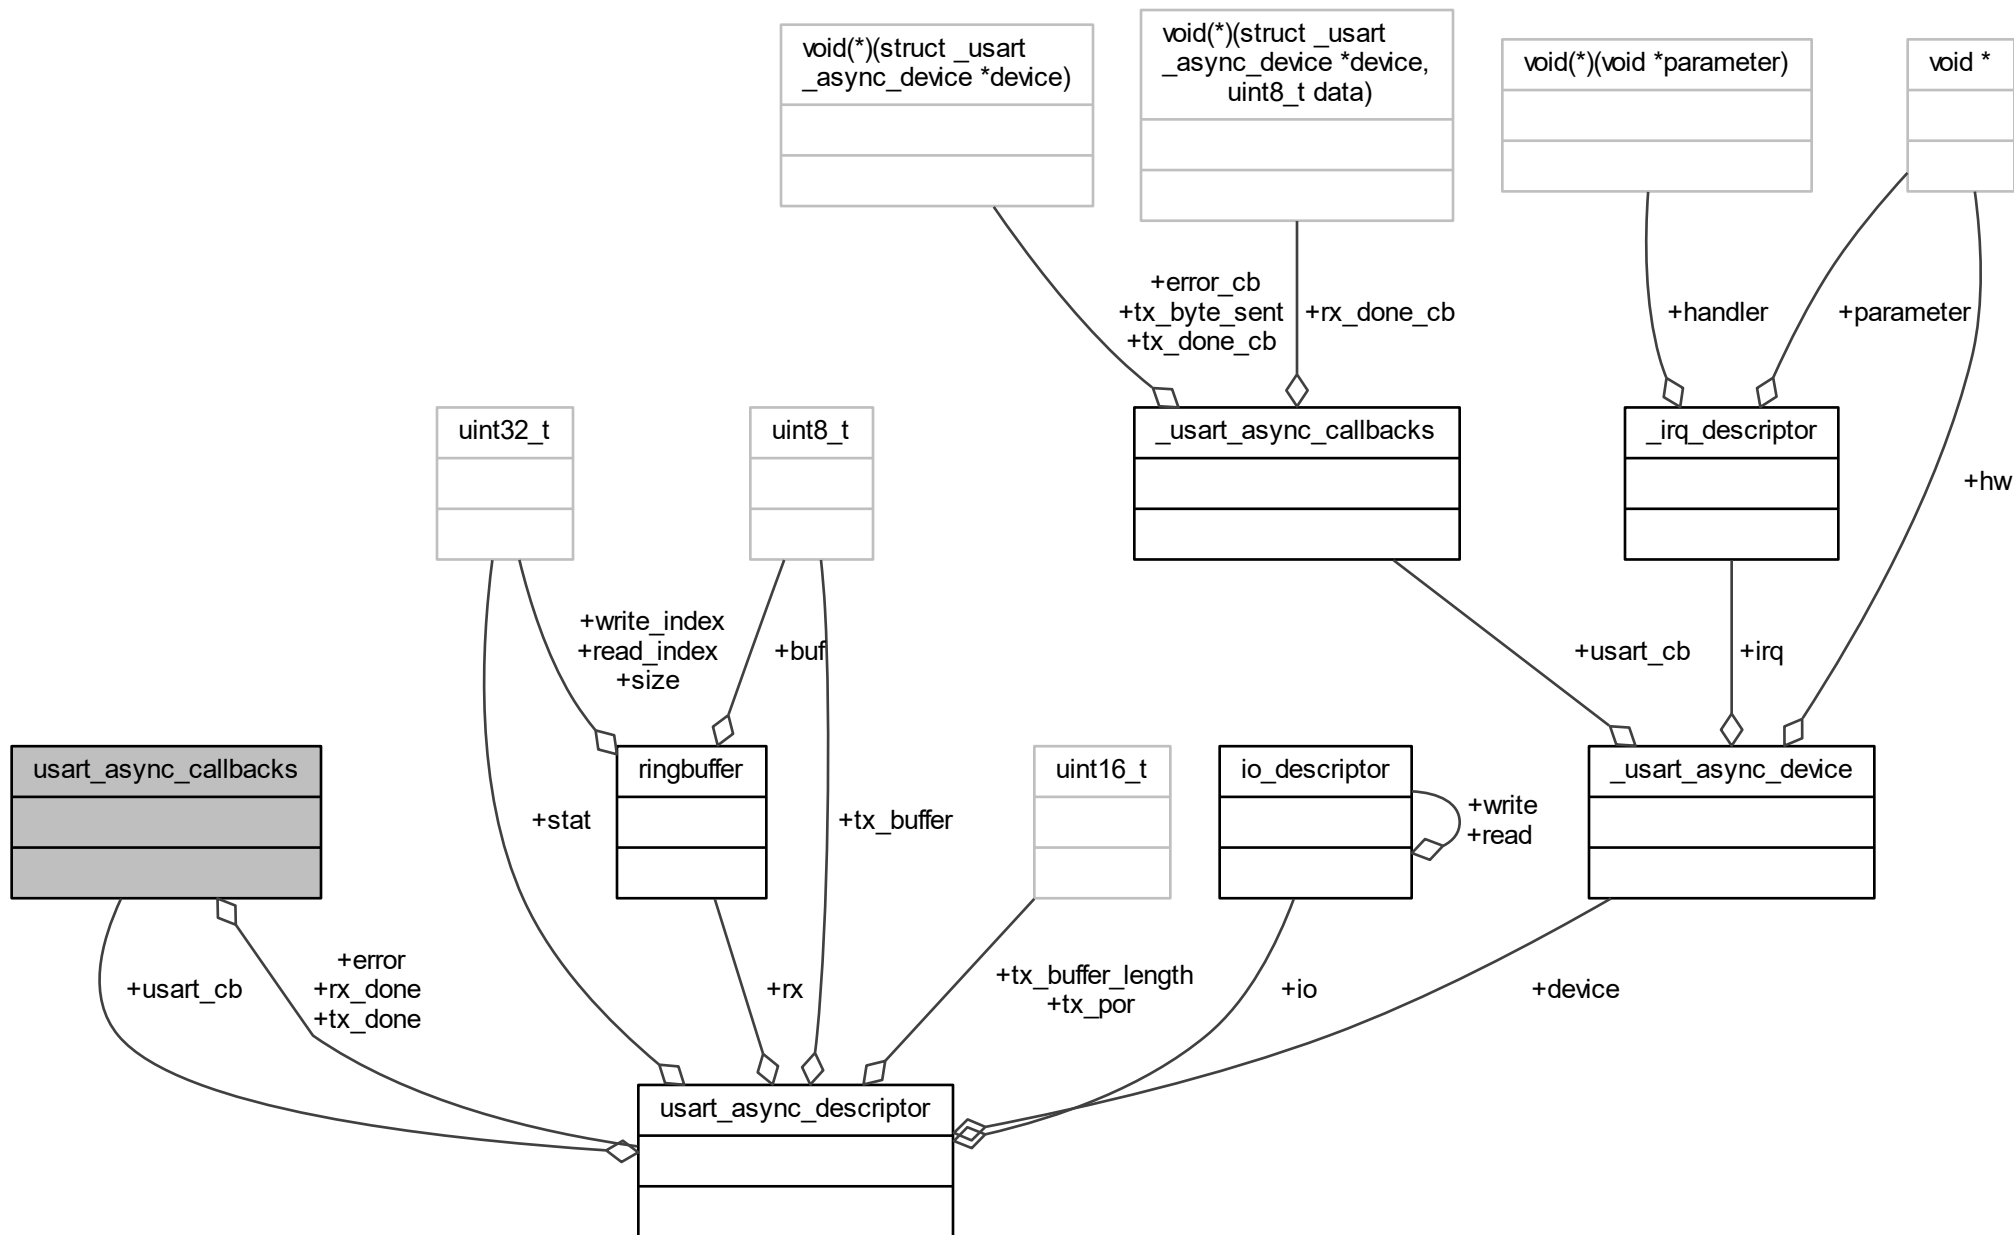 void(*)(struct _usart
_async_device *device)
void(*)(struct _usart
_async_device *device,
uint8_t data)
void(*)(void *parameter)
void *
+error_cb
+tx_byte_sent
+tx_done_cb
+rx_done_cb
+handler
+parameter
+hw
uint32_t
uint8_t
_usart_async_callbacks
_irq_descriptor
+write_index
+read_index
+size
+buf
+usart_cb
+irq
usart_async_callbacks
ringbuffer
uint16_t
io_descriptor
_usart_async_device
+stat
+tx_buffer
+write
+read
+usart_cb
+error
+rx_done
+tx_done
+rx
+tx_buffer_length
+tx_por
+io
+device
usart_async_descriptor